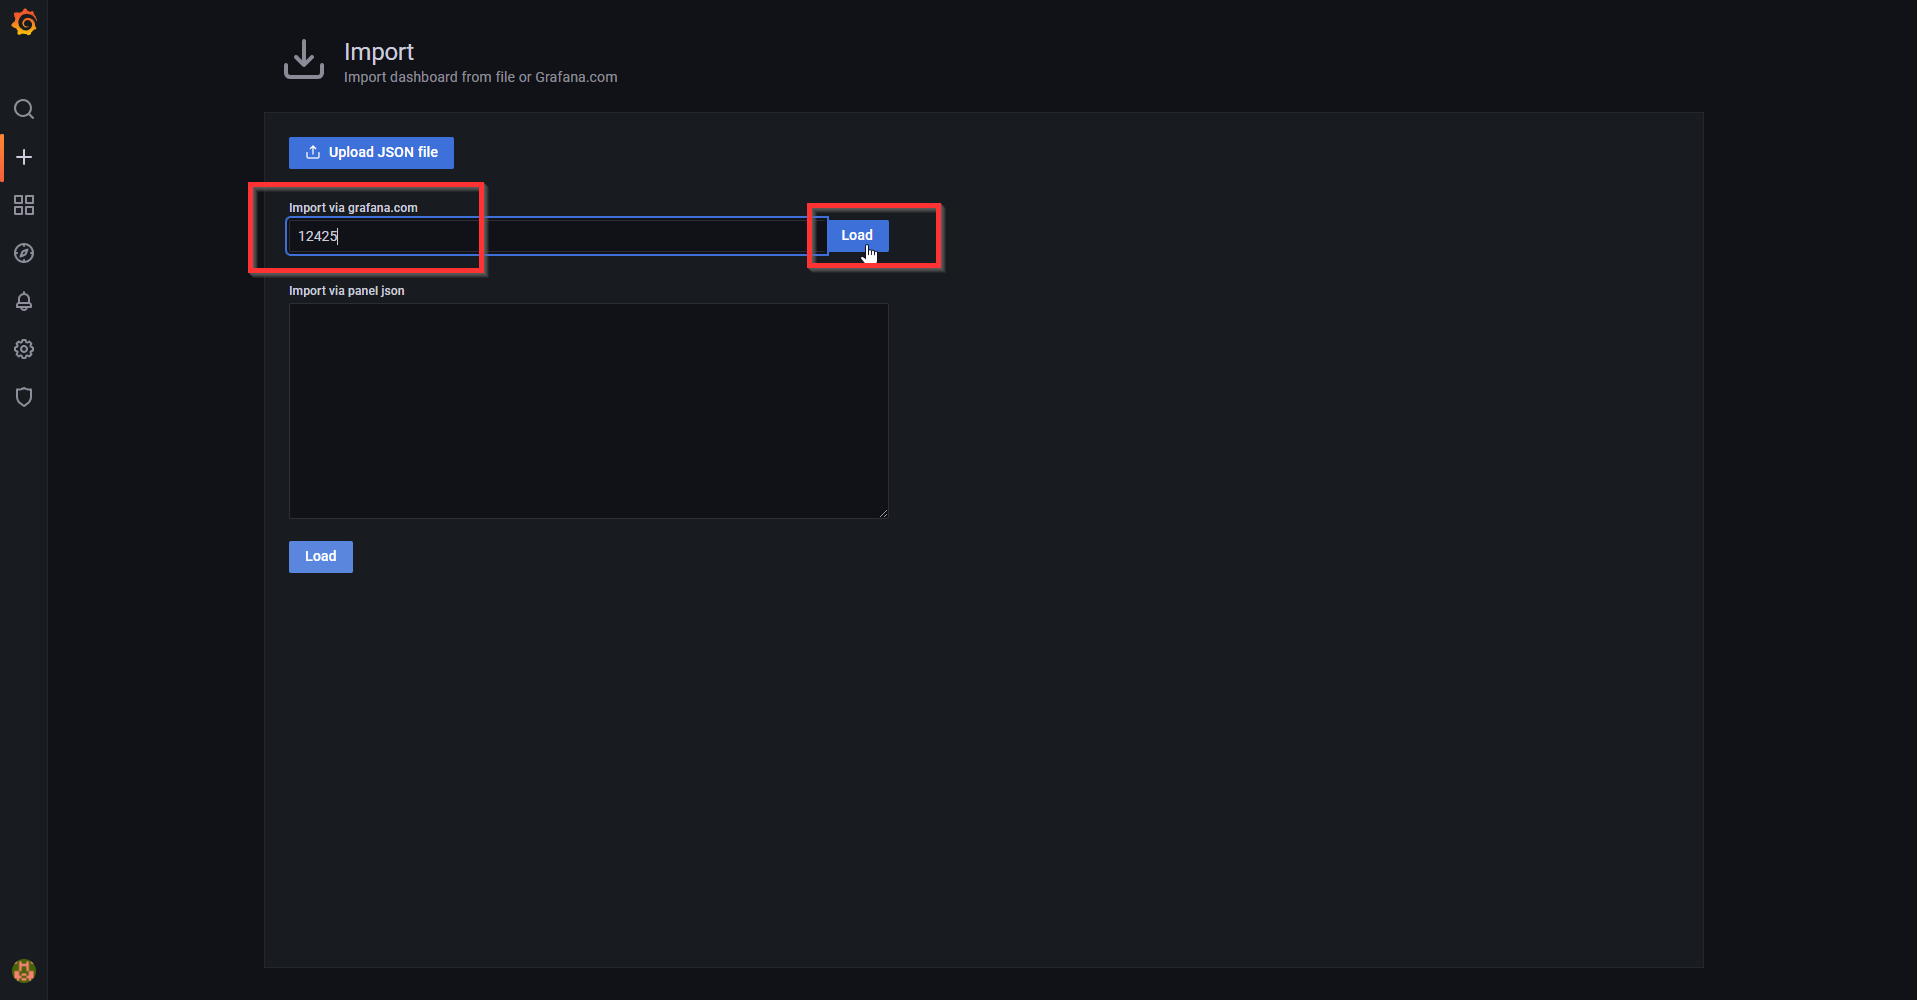 Import
Import dashboard from file or Grafana.com
Upload JSON file
Import via grafana.com
12425
Load
Import via panel json
Load